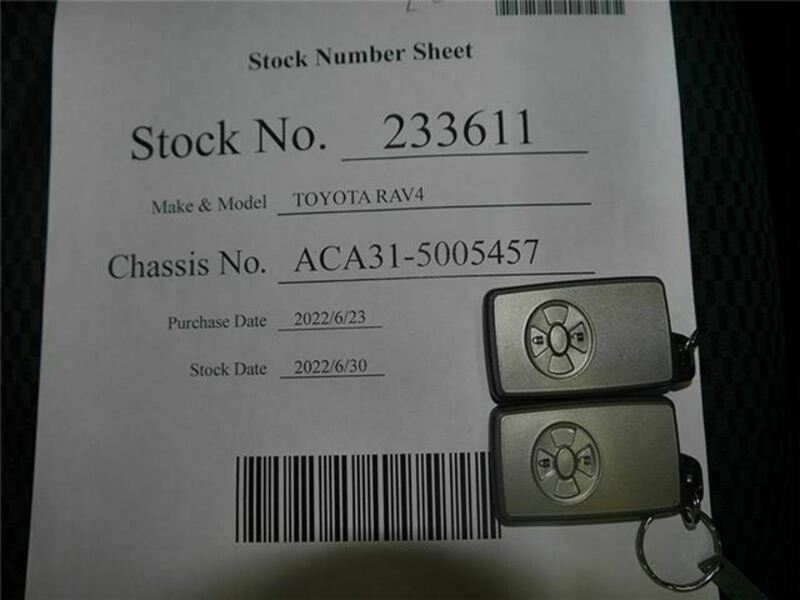 Stock Number Sheet
Stock No. 233611
Make & Model TOYOTA RAV4
Chassis No. ACA31-5005457
Purchase Date 2022/6/23
Stock Date 2022/6/30